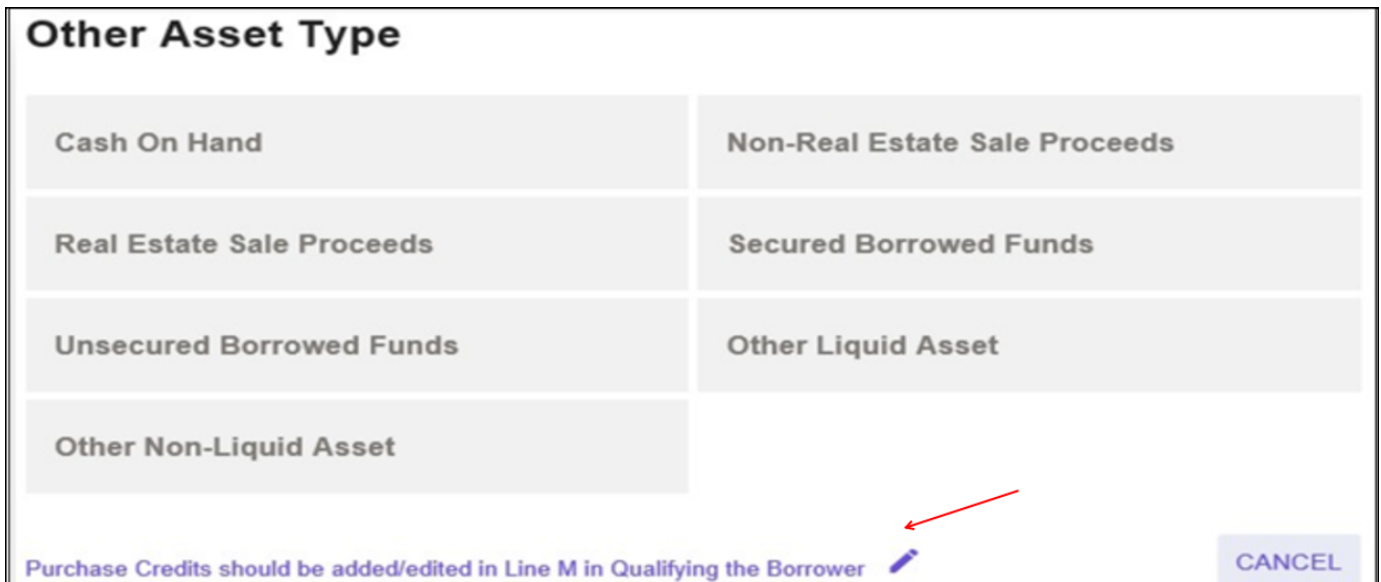 Other Asset Type
Cash On Hand
Non-Real Estate Sale Proceeds
Real Estate Sale Proceeds
Secured Borrowed Funds
Unsecured Borrowed Funds
Other Liquid Asset
Other Non-Liquid Asset
Purchase Credits should be added/edited in Line M in Qualifying the Borrower
CANCEL